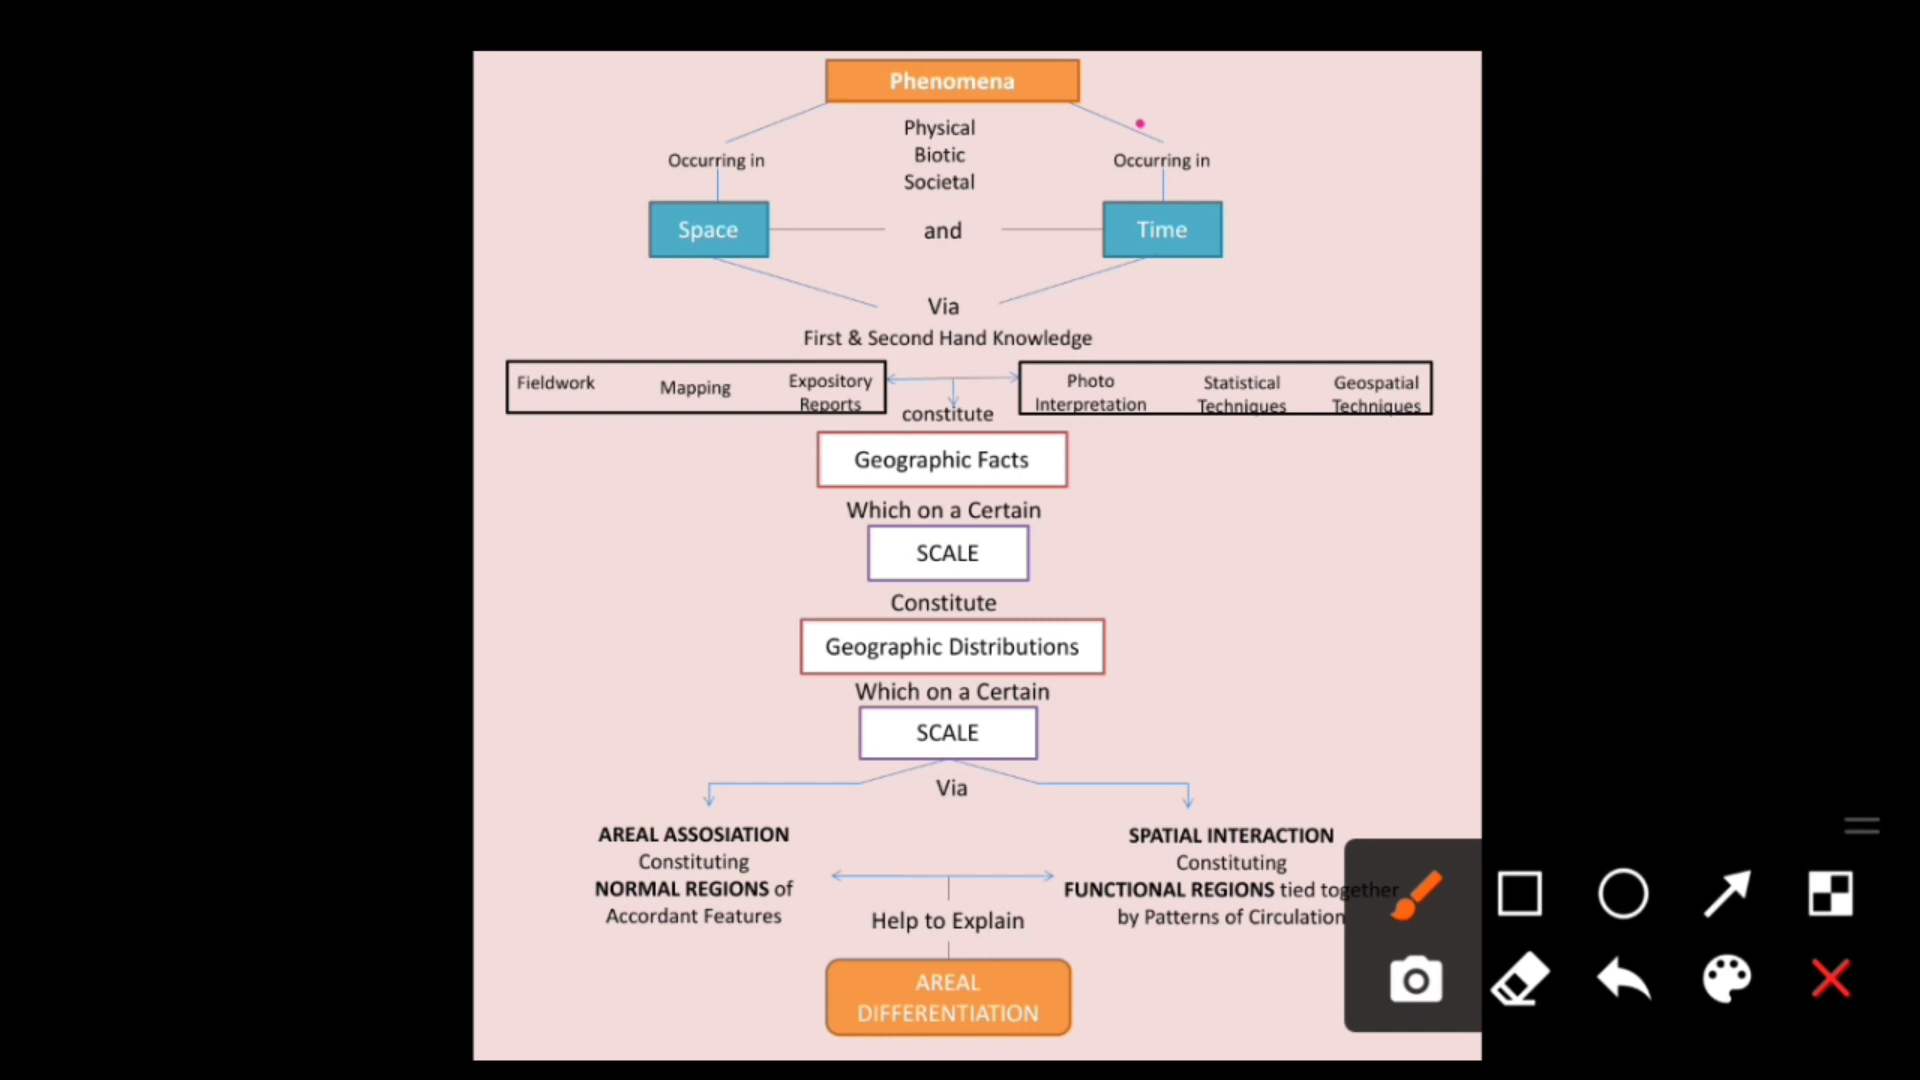 Phenomena
Physical
Biotic
Societal
Occurring in
Occurring in
Space
and
Time
Via
First & Second Hand Knowledge
Fieldwork
Mapping
Expository
Reports
Photo
Interpretation
Statistical
Techniques
Geospatial
Techniques
constitute
Geographic Facts
Which on a Certain
SCALE
Constitute
Geographic Distributions
Which on a Certain
SCALE
Via
AREAL ASSOSIATION
Constituting
NORMAL REGIONS of
Accordant Features
SPATIAL INTERACTION
Constituting
FUNCTIONAL REGIONS tied together
by Patterns of Circulation
Help to Explain
AREAL
DIFFERENTIATION